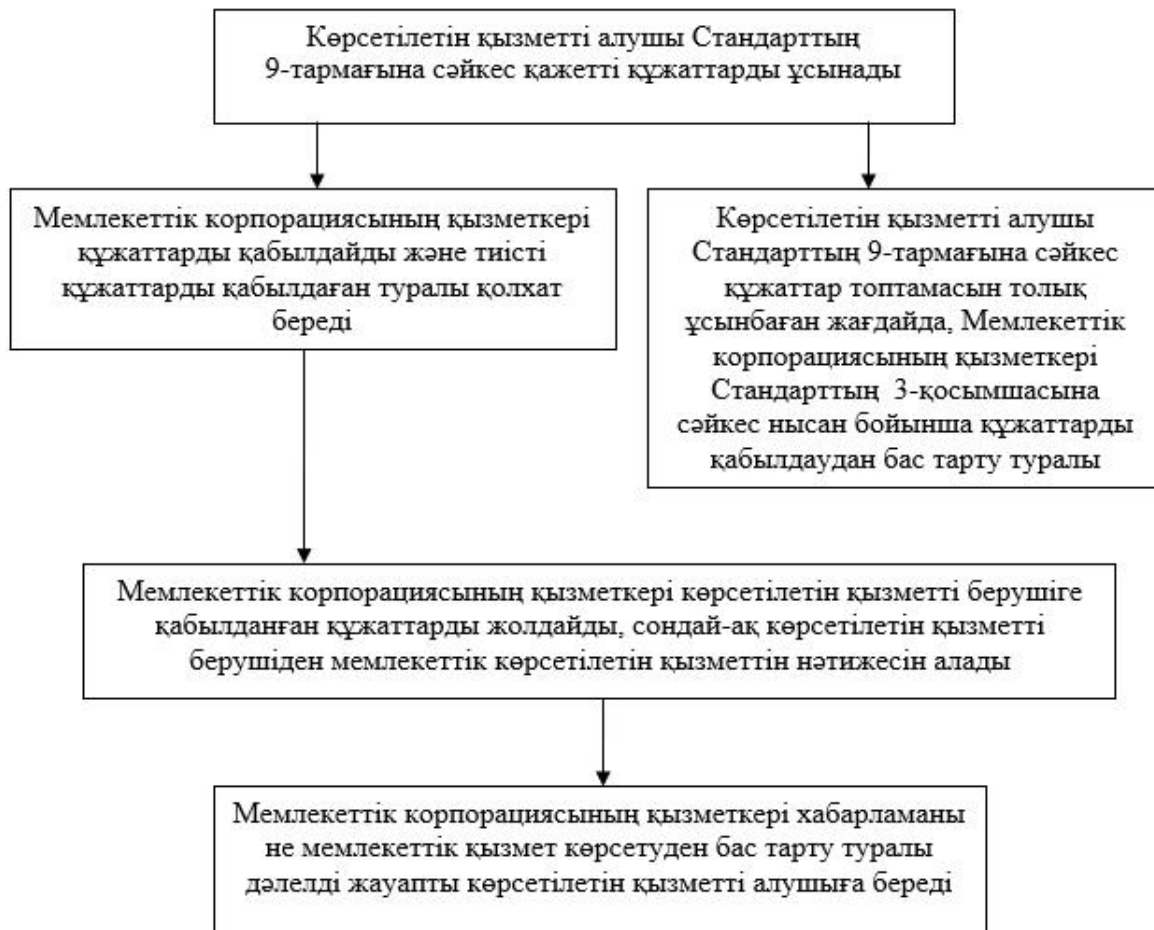 Көрсетілетін қызметті алушы Стандарттың
9-тармағына сәйкес қажетті құжаттарды ұсынады
Мемлекеттік корпорациясының қызметкері
құжаттарды қабылдайды және тиісті
құжаттарды қабылдаған туралы қолхат
береді
Көрсетілетін қызметті алушы
Стандарттың 9-тармағына сәйкес
құжаттар топтамасын толық
ұсынбаған жағдайда, Мемлекеттік
корпорациясының қызметкері
Стандарттың 3-қосымшасына
сәйкес нысан бойынша құжаттарды
қабылдаудан бас тарту туралы
Мемлекеттік корпорациясының қызметкері көрсетілетін қызметті берушіге
қабылданған құжаттарды жолдайды, сондай-ақ көрсетілетін қызметті
берушіден мемлекеттік көрсетілетін қызметтін нәтижесін алады
Мемлекеттік корпорациясының қызметкері хабарламаны
не мемлекеттік қызмет көрсетуден бас тарту туралы
дәлелді жауапты көрсетілетін қызметті алушыға береді